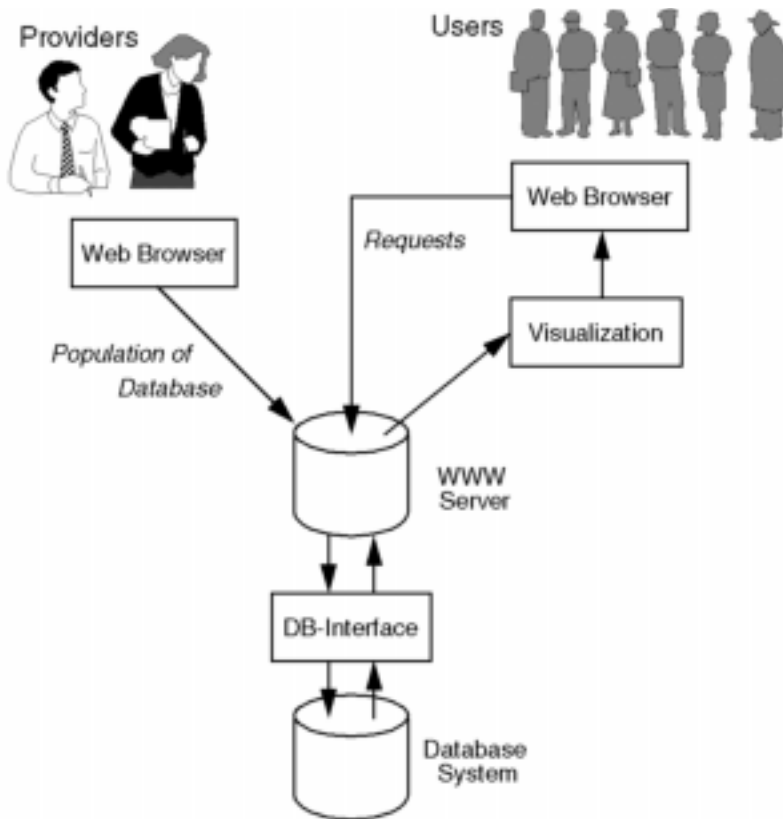 Providers
Users
Web Browser
Web Browser
Requests
Visualization
Population of
Database
WWW
Server
DB-Interface
Database
System